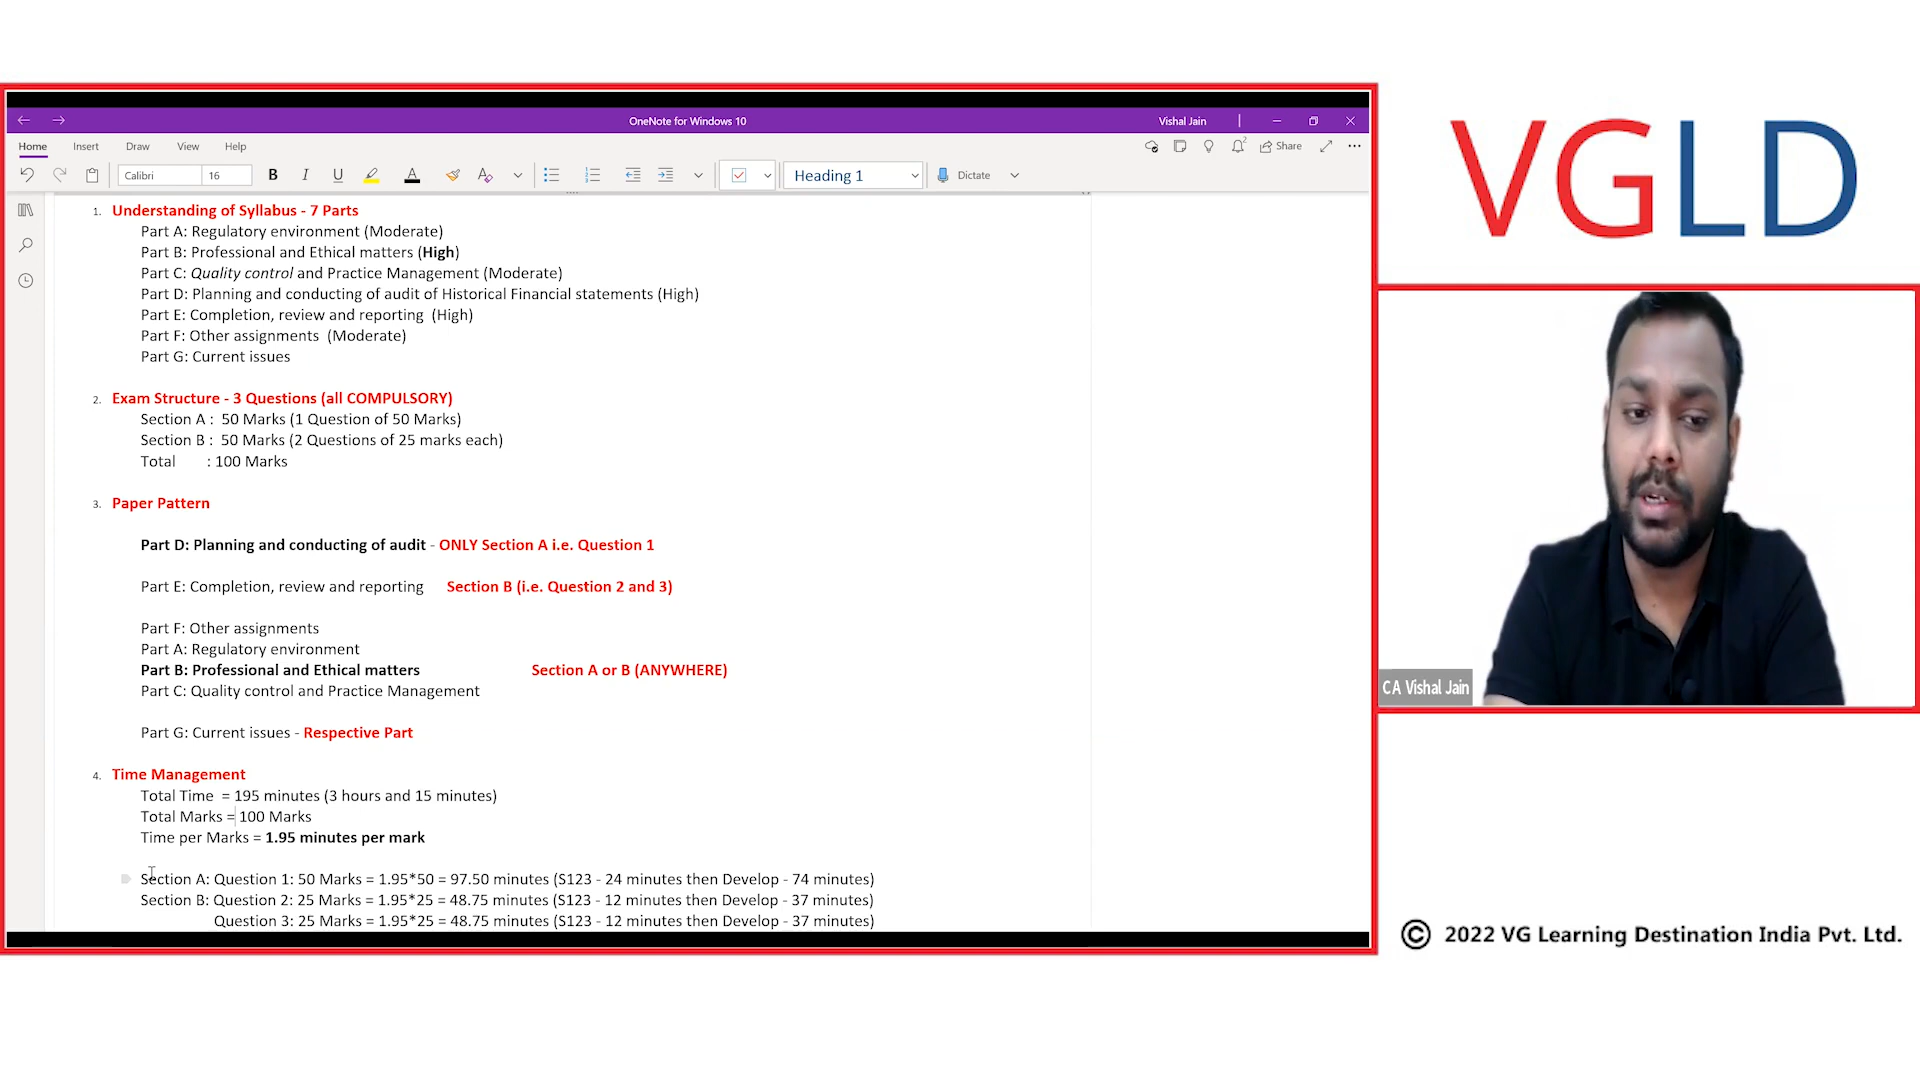 OneNote for Windows 10
Vishal Jain
Home Insert Draw View Help
Share
Calibri 16 B I U A Heading 1 Dictate
1. Understanding of Syllabus - 7 Parts
Part A: Regulatory environment (Moderate)
Part B: Professional and Ethical matters (High)
Part C: Quality control and Practice Management (Moderate)
Part D: Planning and conducting of audit of Historical Financial statements (High)
Part E: Completion, review and reporting (High)
Part F: Other assignments (Moderate)
Part G: Current issues
2. Exam Structure - 3 Questions (all COMPULSORY)
Section A : 50 Marks (1 Question of 50 Marks)
Section B : 50 Marks (2 Questions of 25 marks each)
Total : 100 Marks
3. Paper Pattern
Part D: Planning and conducting of audit - ONLY Section A i.e. Question 1
Part E: Completion, review and reporting Section B (i.e. Question 2 and 3)
Part F: Other assignments
Part A: Regulatory environment
Part B: Professional and Ethical matters Section A or B (ANYWHERE)
Part C: Quality control and Practice Management
Part G: Current issues - Respective Part
4. Time Management
Total Time = 195 minutes (3 hours and 15 minutes)
Total Marks = 100 Marks
Time per Marks = 1.95 minutes per mark
Section A: Question 1: 50 Marks = 1.95*50 = 97.50 minutes (S123 - 24 minutes then Develop - 74 minutes)
Section B: Question 2: 25 Marks = 1.95*25 = 48.75 minutes (S123 - 12 minutes then Develop - 37 minutes)
Question 3: 25 Marks = 1.95*25 = 48.75 minutes (S123 - 12 minutes then Develop - 37 minutes)
VGLD
CA Vishal Jain
© 2022 VG Learning Destination India Pvt. Ltd.